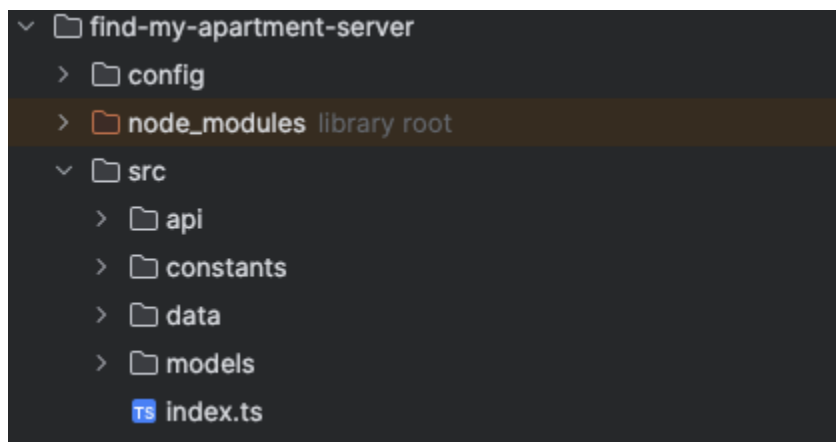 find-my-apartment-server
config
node_modules library root
src
api
constants
data
models
TS index.ts